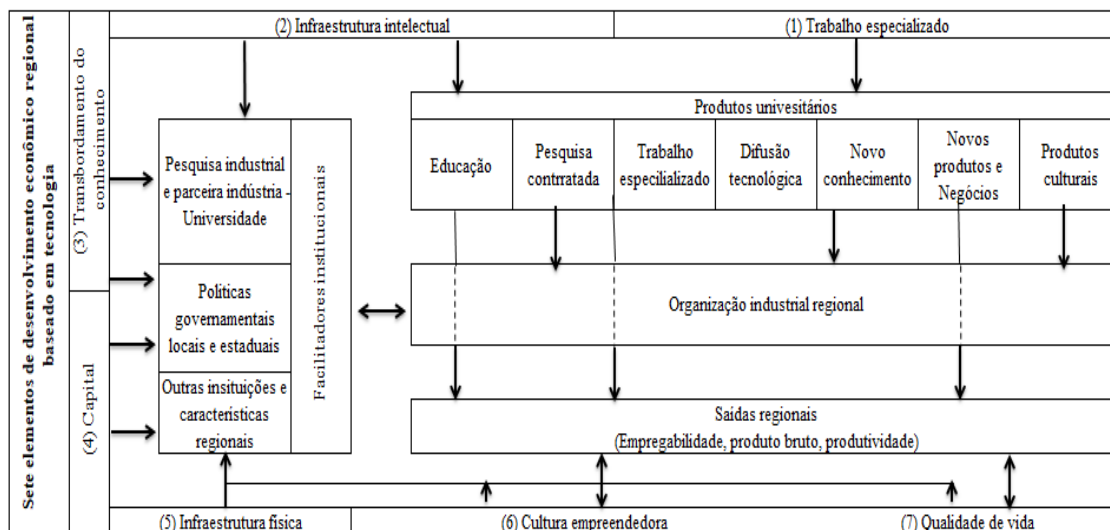 Sete elementos de desenvolvimento econômico regional
baseado em tecnologia
(3) Transbordamento do
conhecimento
(4) Capital
(2) Infraestrutura intelectual
(1) Trabalho especializado
Pesquisa industrial
e parceira indústria -
Universidade
Políticas
governamentais
locais e estaduais
Outras insituições e
características
regionais
Facilitadores institucionais
Produtos univesitários
Educação
Pesquisa
contrratada
Trabalho
especilializado
Difusão
tecnológica
Novo
conhecimento
Novos
produtos e
Negócios
Produtos
culturais
Organização industrial regional
Saídas regionais
(Empregabilidade, produto bruto, produtividade)
(5) Infraestrutura física
(6) Cultura empreendedora
(7) Qualidade de vida